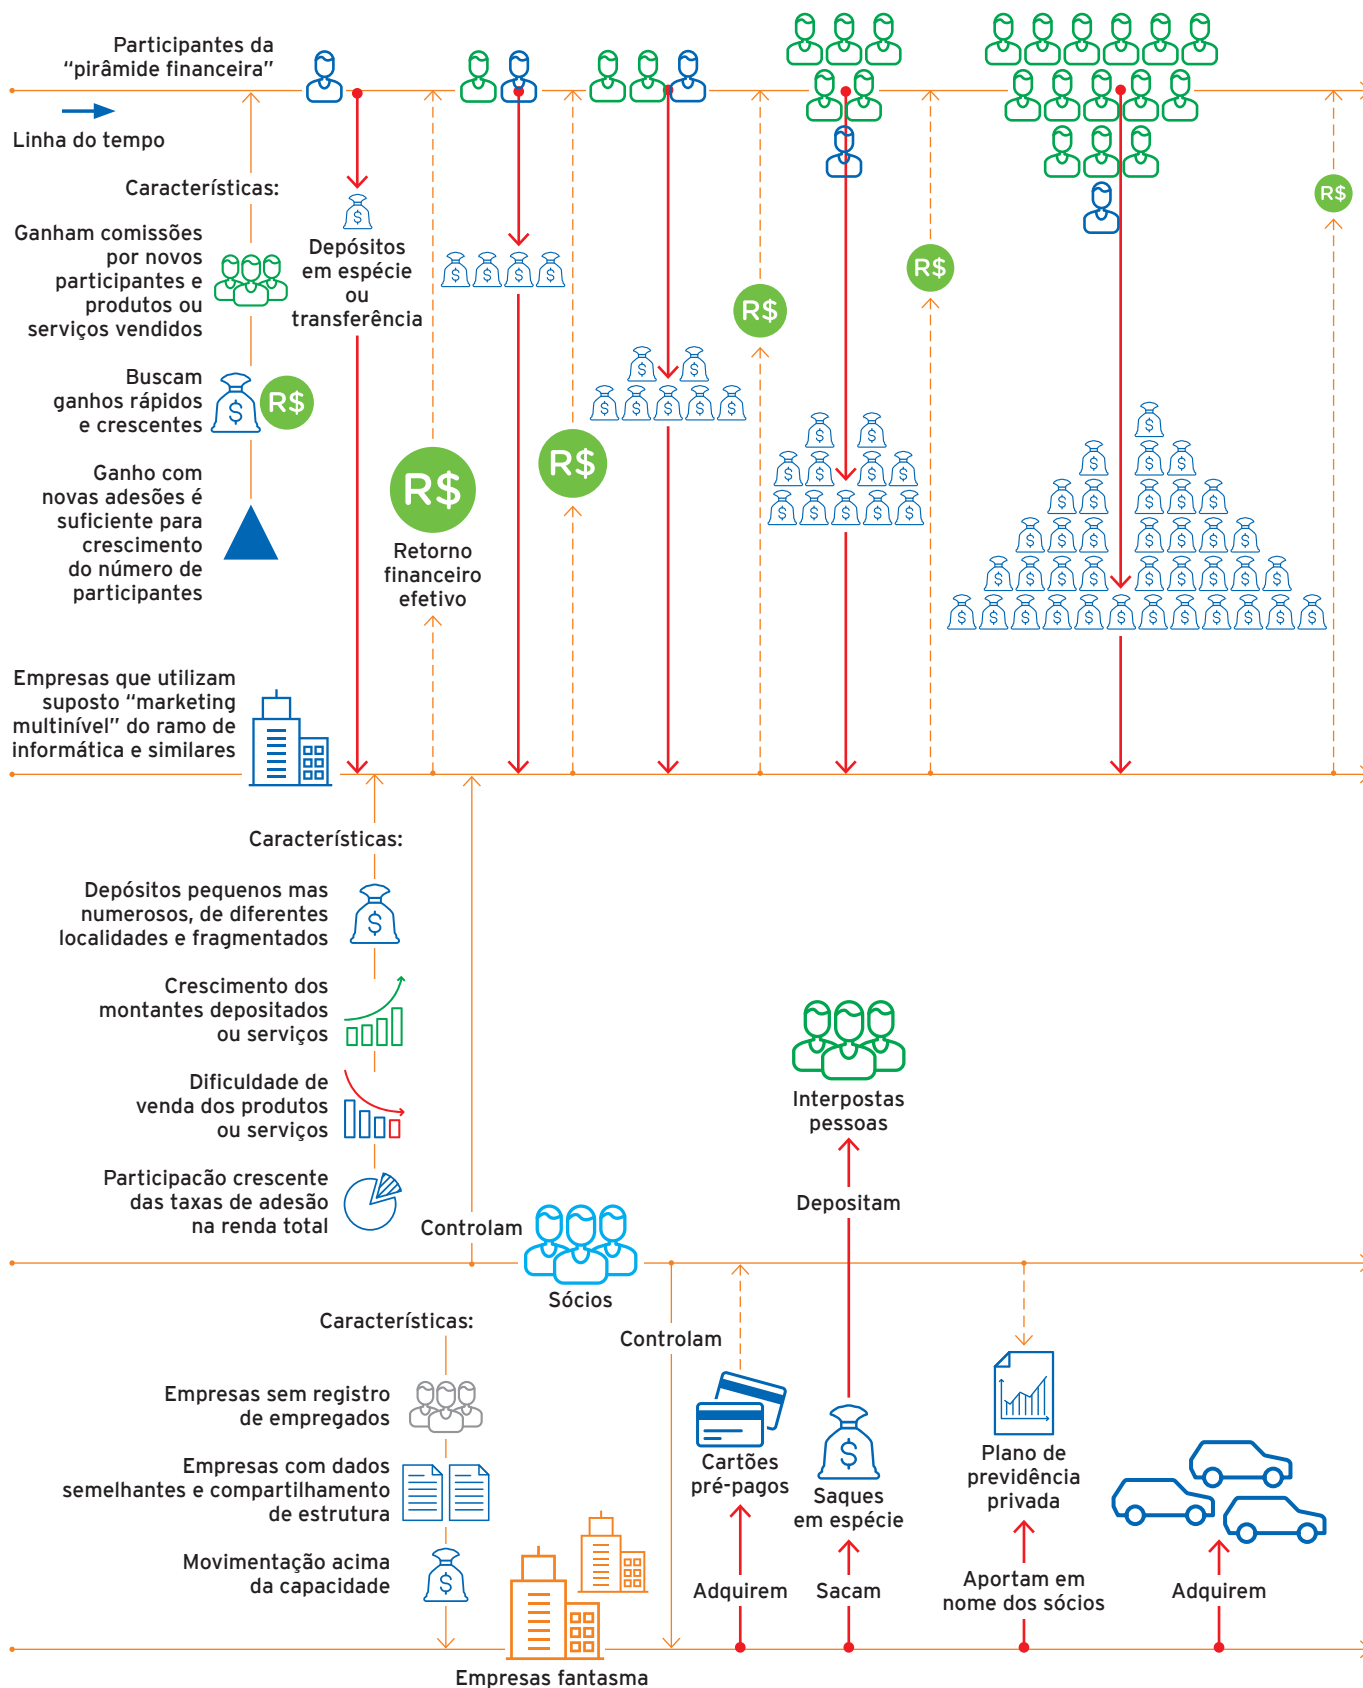 Participantes da
“pirâmide financeira”
Linha do tempo
Características:
Ganham comissões
por novos
participantes e
produtos ou
serviços vendidos
Buscam
ganhos rápidos
e crescentes
Ganho com
novas adesões é
suficiente para
crescimento
do número de
participantes
$
R$
$
Depósitos
em espécie
ou
transferência
R$
Retorno
financeiro
efetivo
$ $ $ $
R$
$ $
$ $ $ $ $
R$
$ $
$ $ $ $
$ $ $ $ $
R$
$
$ $ $
$ $ $ $ $
$ $ $ $ $ $ $
$ $ $ $ $ $ $ $ $
$ $ $ $ $ $ $ $ $ $ $ $
R$
Empresas que utilizam
suposto “marketing
multinível” do ramo de
informática e similares
Características:
Depósitos pequenos mas
numerosos, de diferentes
localidades e fragmentados
$
Crescimento dos
montantes depositados
ou serviços
Dificuldade de
venda dos produtos
ou serviços
Participacão crescente
das taxas de adesão
na renda total
Controlam
Sócios
Interpostas
pessoas
Depositam
Características:
Controlam
Empresas sem registro
de empregados
Empresas com dados
semelhantes e compartilhamento
de estrutura
Movimentação acima
da capacidade
$
Empresas fantasma
Cartões
pré-pagos
Adquirem
$
Saques
em espécie
Sacam
Plano de
previdência
privada
Aportam em
nome dos sócios
Adquirem